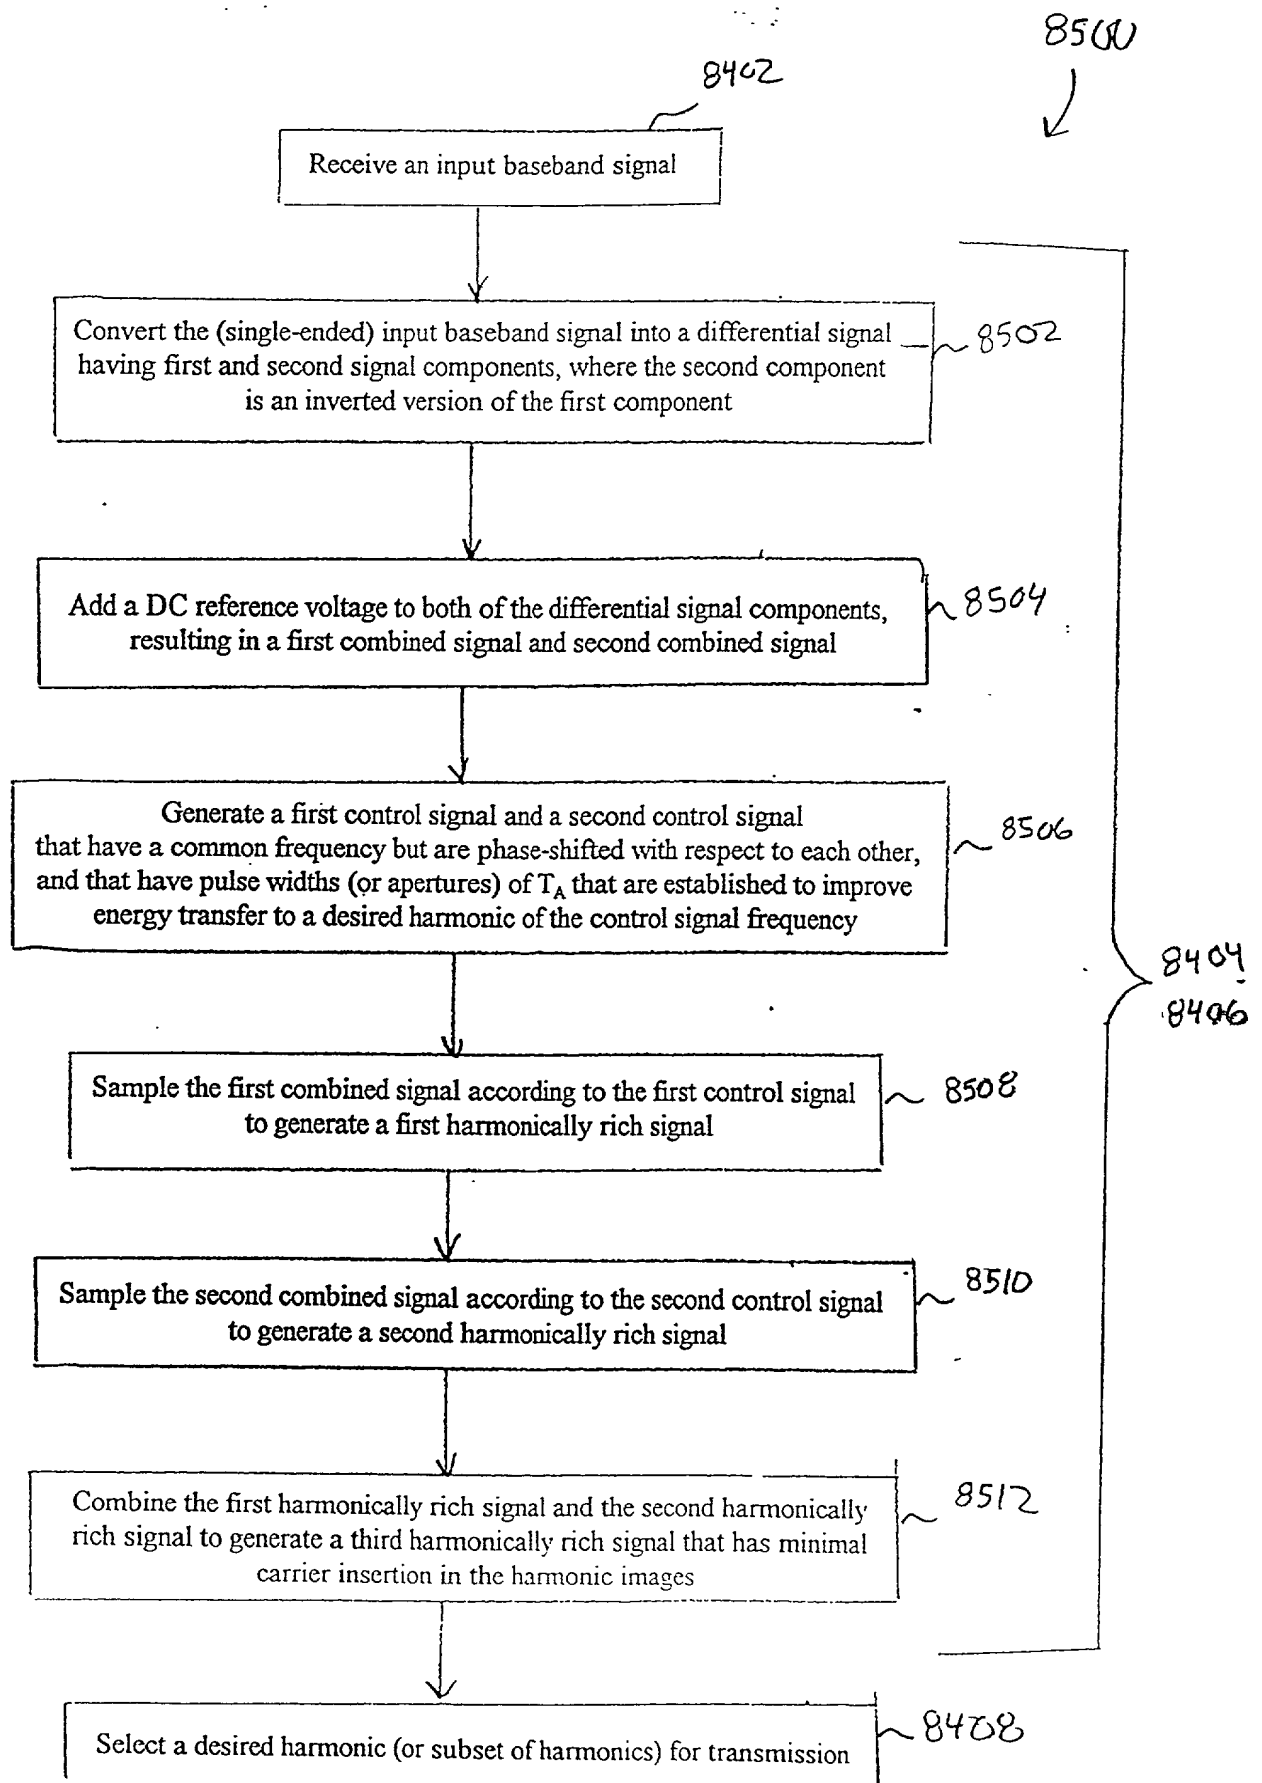 8500
8402
Receive an input baseband signal
Convert the (single-ended) input baseband signal into a differential signal
having first and second signal components, where the second component
is an inverted version of the first component
8502
Add a DC reference voltage to both of the differential signal components,
resulting in a first combined signal and second combined signal
8504
Generate a first control signal and a second control signal
that have a common frequency but are phase-shifted with respect to each other,
and that have pulse widths (or apertures) of TA that are established to improve
energy transfer to a desired harmonic of the control signal frequency
8506
8404
8406
Sample the first combined signal according to the first control signal
to generate a first harmonically rich signal
8508
Sample the second combined signal according to the second control signal
to generate a second harmonically rich signal
8510
Combine the first harmonically rich signal and the second harmonically
rich signal to generate a third harmonically rich signal that has minimal
carrier insertion in the harmonic images
8512
Select a desired harmonic (or subset of harmonics) for transmission
8408